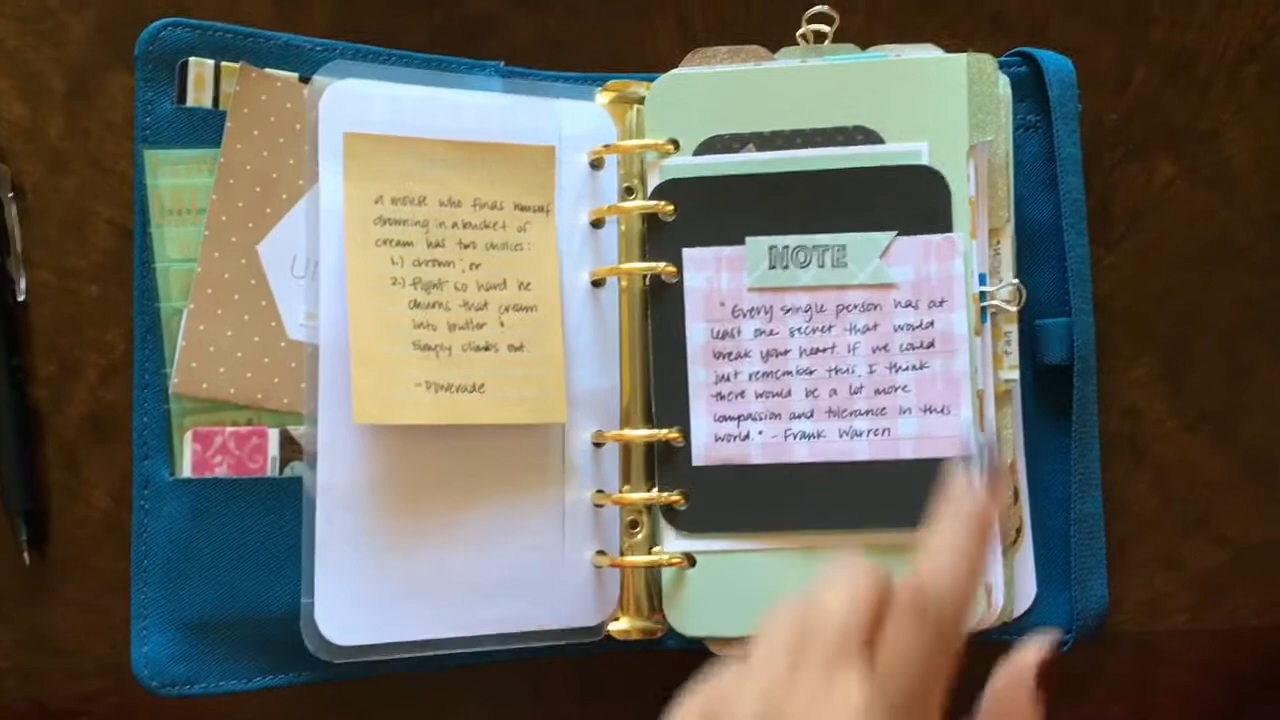 a mouse who finds himself
drowning in a bucket of
cream has two choices:
1.) drown; or
2.) fight so hard he
churns that cream
into butter &
simply climbs out.
-Powerade
NOTE
"Every single person has at
least one secret that would
break your heart. If we could
just remember this, I think
there would be a lot more
compassion and tolerance in this
world." - Frank Warren